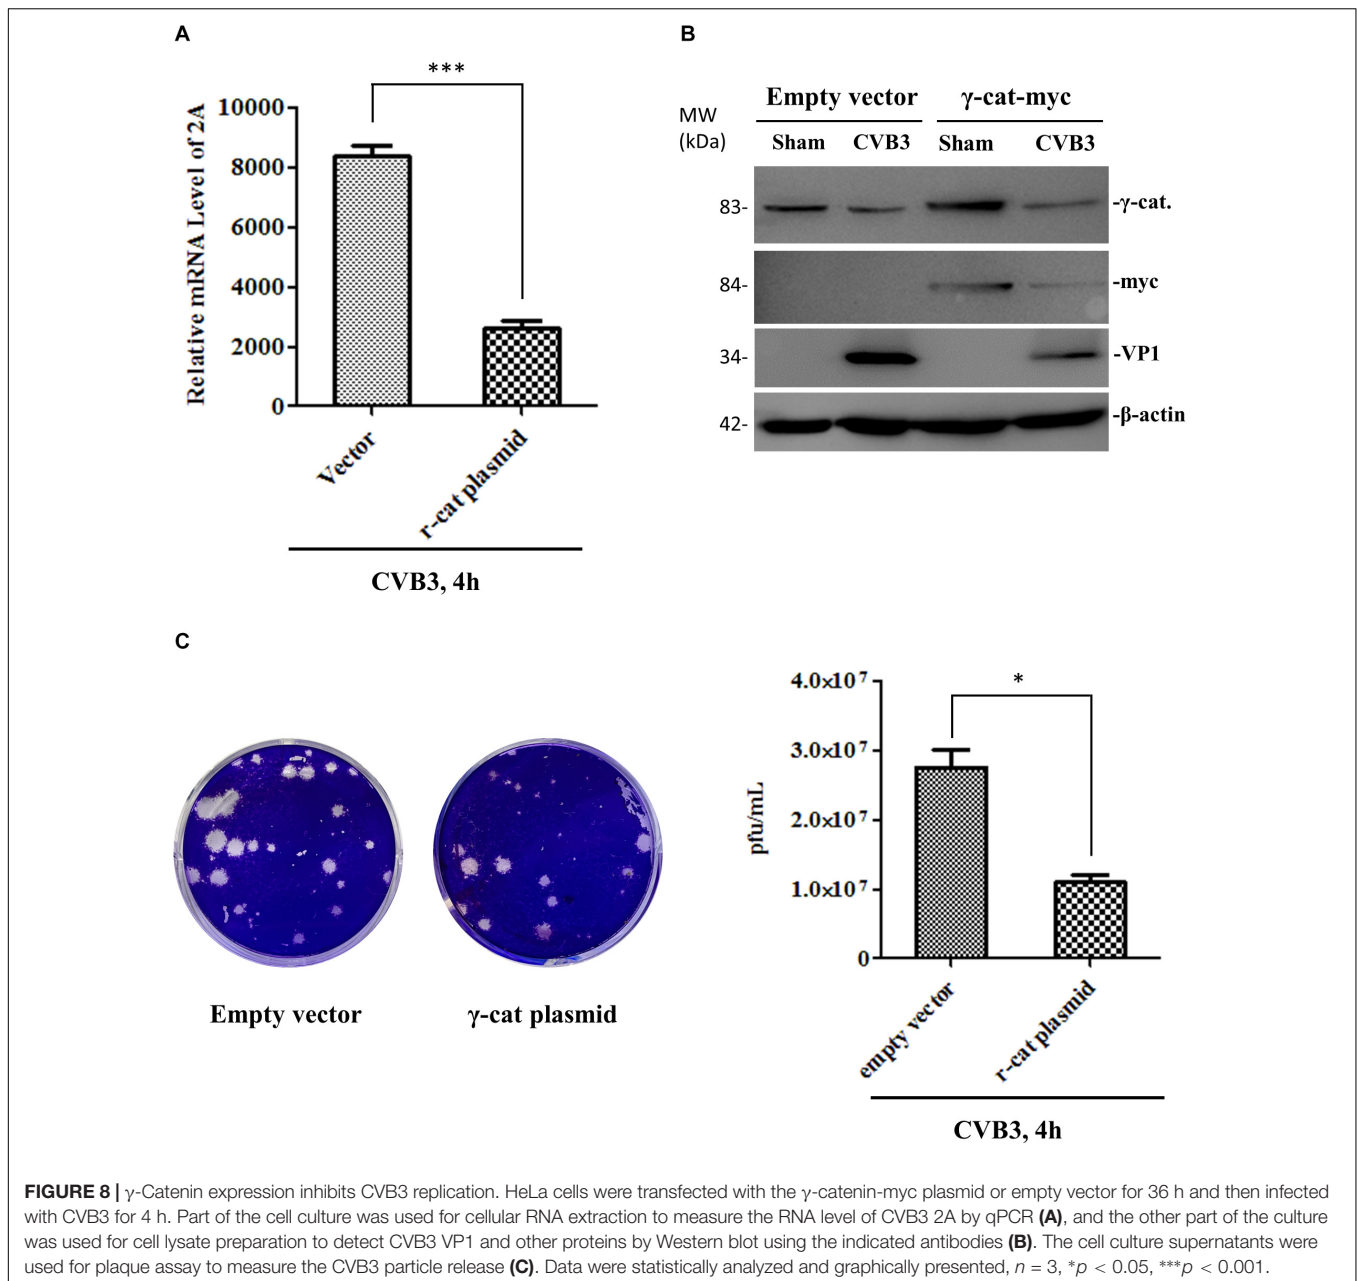 A
***
10000
8000
6000
4000
2000
0
Relative mRNA Level of 2A
Vector
r-cat plasmid
CVB3, 4h
B
MW
(kDa)
Empty vector γ-cat-myc
Sham CVB3 Sham CVB3
83- -γ-cat.
84- -myc
34- -VP1
42- -β-actin
C
Empty vector γ-cat plasmid
*
4.0x10⁷
3.0x10⁷
2.0x10⁷
1.0x10⁷
0
pfu/mL
empty vector
r-cat plasmid
CVB3, 4h
FIGURE 8 | γ-Catenin expression inhibits CVB3 replication. HeLa cells were transfected with the γ-catenin-myc plasmid or empty vector for 36 h and then infected
with CVB3 for 4 h. Part of the cell culture was used for cellular RNA extraction to measure the RNA level of CVB3 2A by qPCR (A), and the other part of the culture
was used for cell lysate preparation to detect CVB3 VP1 and other proteins by Western blot using the indicated antibodies (B). The cell culture supernatants were
used for plaque assay to measure the CVB3 particle release (C). Data were statistically analyzed and graphically presented, n = 3, *p < 0.05, ***p < 0.001.